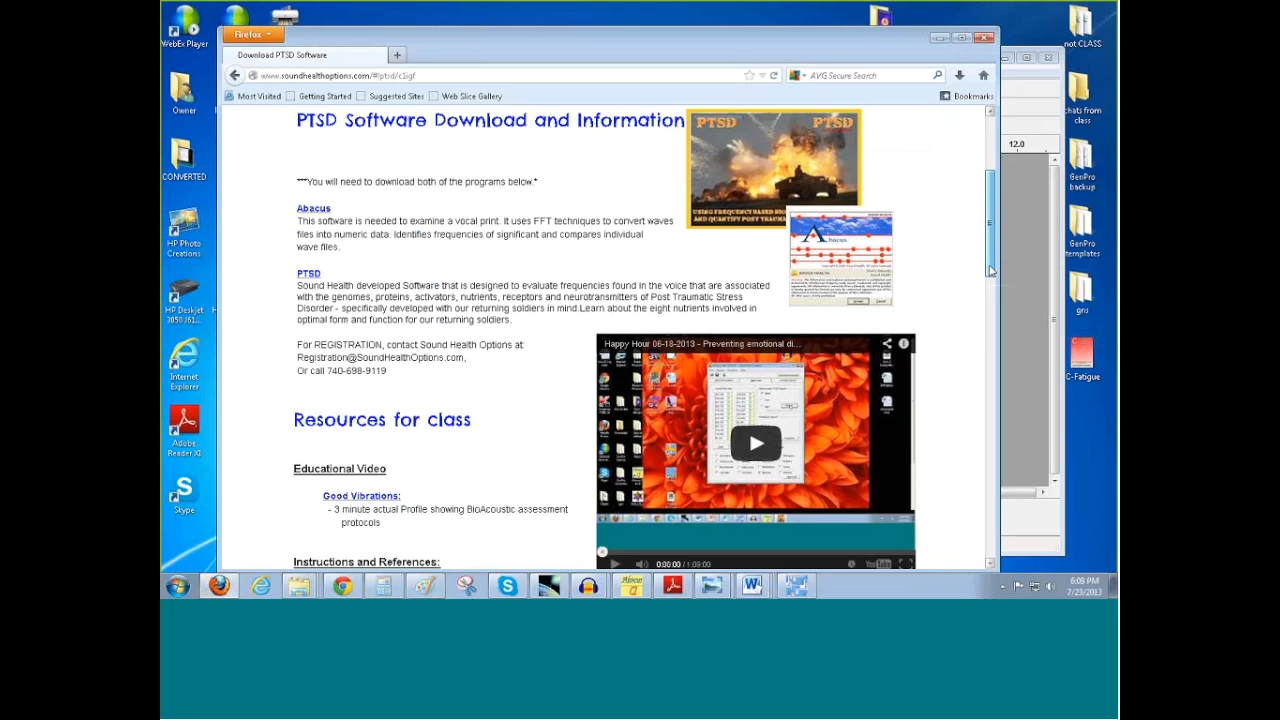 WebEx Player
not CLASS
Firefox
Download PTSD Software
www.soundhealthoptions.com/#!ptsd/c1igf
AVG Secure Search
Most Visited
Getting Started
Suggested Sites
Web Slice Gallery
Bookmarks
Owner
chats from
class
PTSD Software Download and Information
PTSD
PTSD
12.0
CONVERTED
***You will need to download both of the programs below.*
GenPro
backup
Abacus
This software is needed to examine a vocal print. It uses FFT techniques to convert waves
files into numeric data. Identifies frequencies of significant and compares individual
wave files.
HP Photo
Creations
GenPro
templates
PTSD
Sound Health developed Software that is designed to evaluate frequencies found in the voice that are associated
with the genomes, proteins, activators, nutrients, receptors and neurotransmitters of Post Traumatic Stress
Disorder - specifically developed with our returning soldiers in mind.Learn about the eight nutrients involved in
optimal form and function for our returning soldiers.
HP Deskjet
3050 J61...
gns
For REGISTRATION, contact Sound Health Options at:
Registration@SoundHealthOptions.com,
Or call 740-698-9119
Happy Hour 06-18-2013 - Preventing emotional di...
Internet
Explorer
C-Fatigue
Resources for class
Adobe
Reader XI
Educational Video
Good Vibrations:
- 3 minute actual Profile showing BioAcoustic assessment
protocols
Skype
Instructions and References:
0:00:00 / 1:09:00
YouTube
6:09 PM
7/23/2013